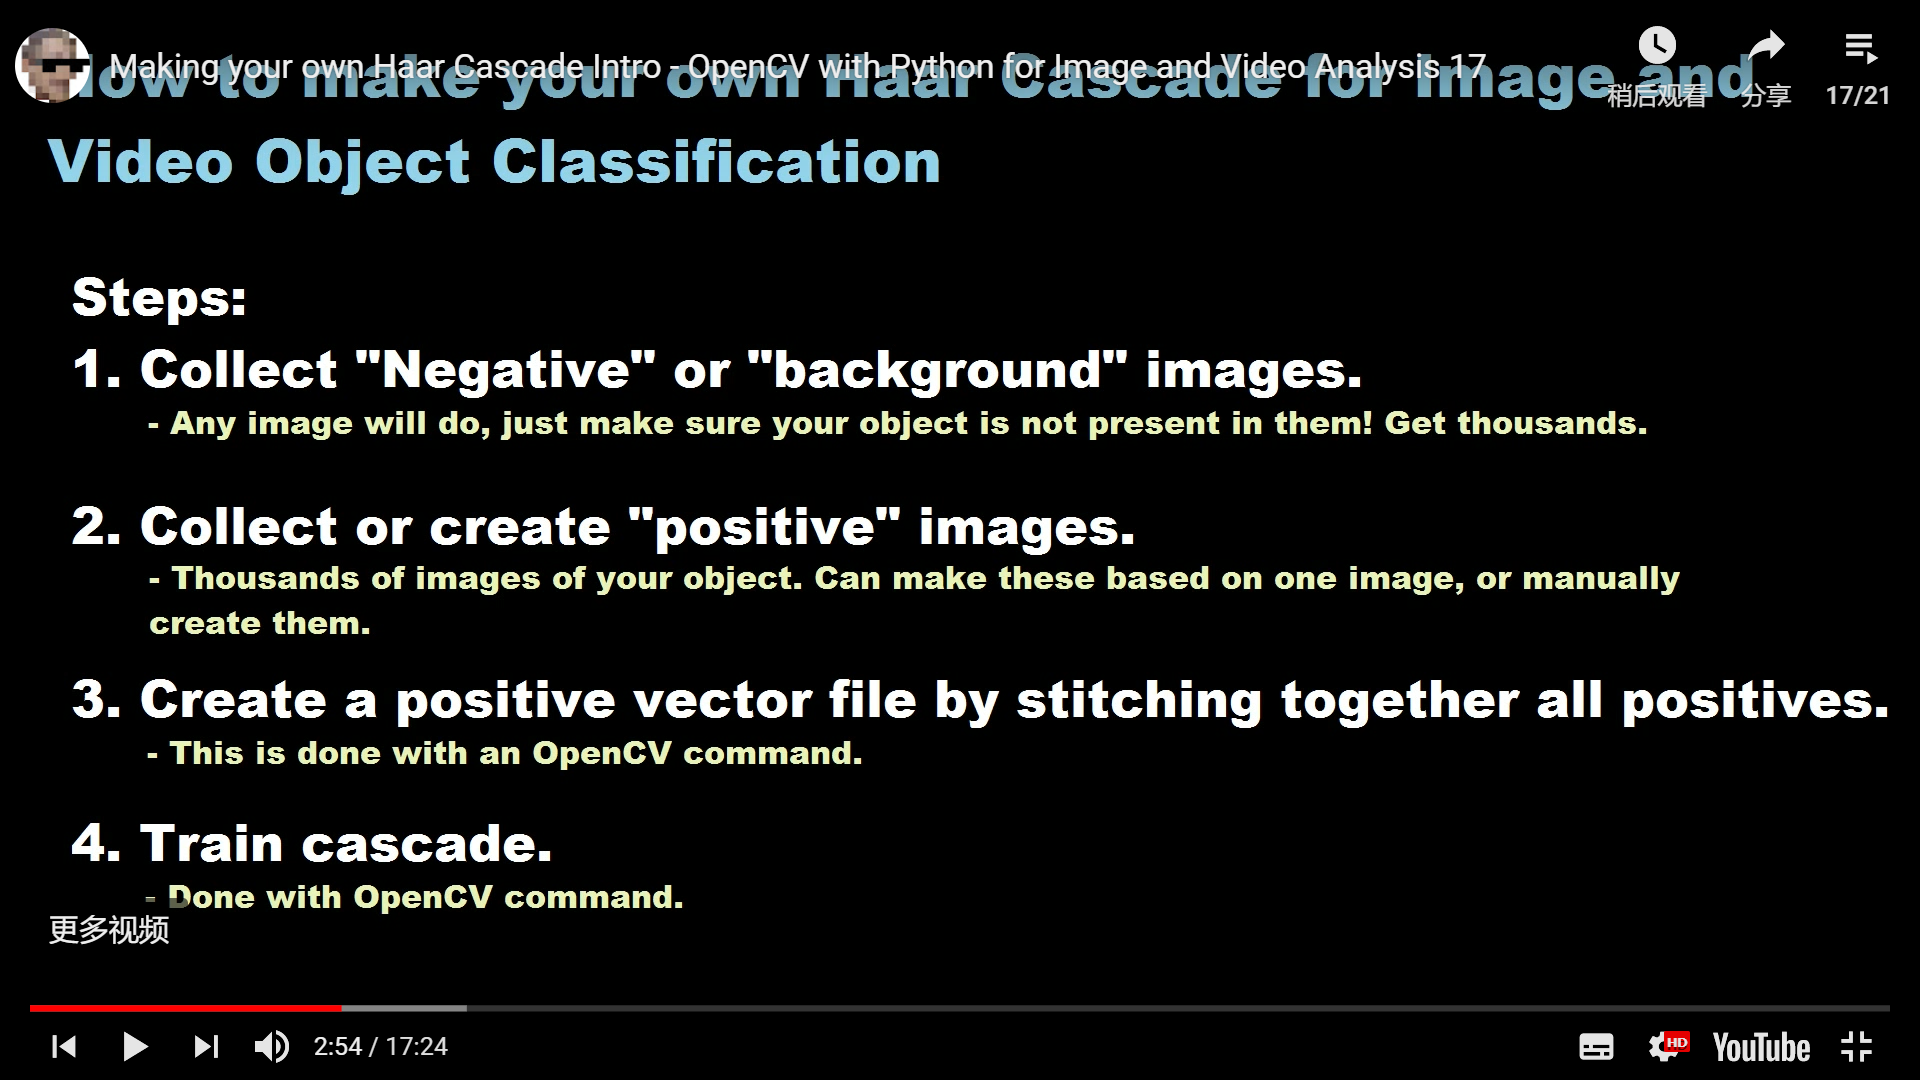 Making your own Haar Cascade Intro - OpenCV with Python for Image and Video Analysis 17
How to make your own Haar Cascade for Image and
稍后观看
分享
17/21
Video Object Classification
Steps:
1. Collect "Negative" or "background" images.
- Any image will do, just make sure your object is not present in them! Get thousands.
2. Collect or create "positive" images.
- Thousands of images of your object. Can make these based on one image, or manually
create them.
3. Create a positive vector file by stitching together all positives.
- This is done with an OpenCV command.
4. Train cascade.
- Done with OpenCV command.
更多视频
2:54 / 17:24
HD
YouTube